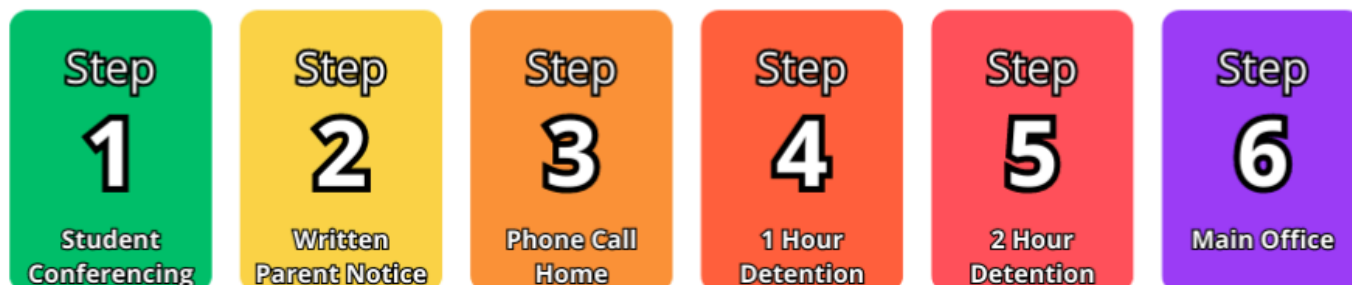 Step
1
Student
Conferencing
Step
2
Written
Parent Notice
Step
3
Phone Call
Home
Step
4
1 Hour
Detention
Step
5
2 Hour
Detention
Step
6
Main Office